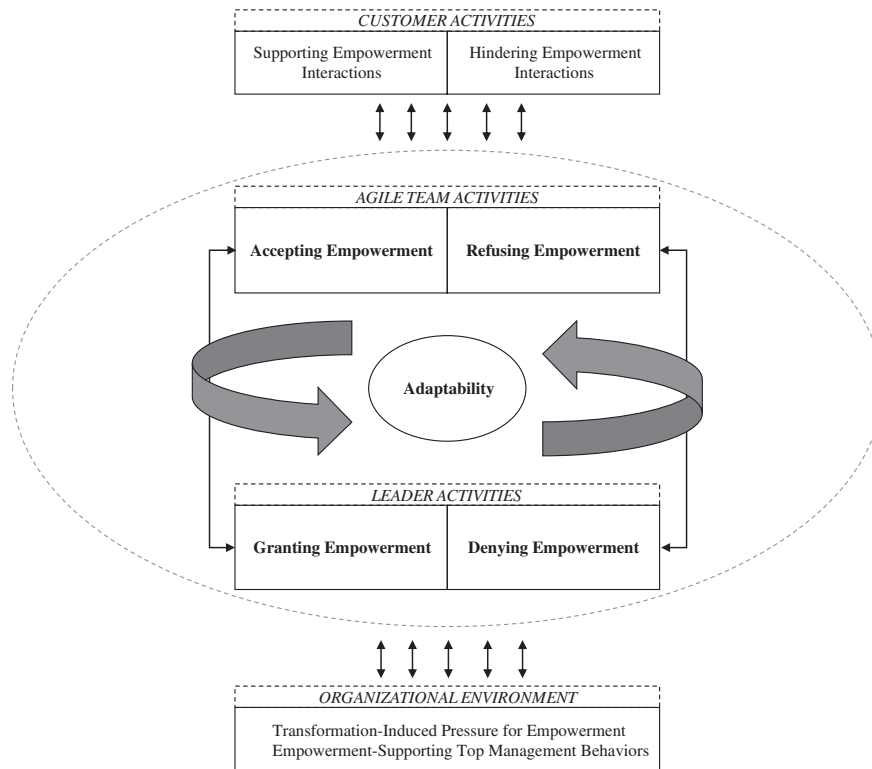 CUSTOMER ACTIVITIES
Supporting Empowerment Interactions
Hindering Empowerment Interactions
AGILE TEAM ACTIVITIES
Accepting Empowerment
Refusing Empowerment
Adaptability
LEADER ACTIVITIES
Granting Empowerment
Denying Empowerment
ORGANIZATIONAL ENVIRONMENT
Transformation-Induced Pressure for Empowerment
Empowerment-Supporting Top Management Behaviors